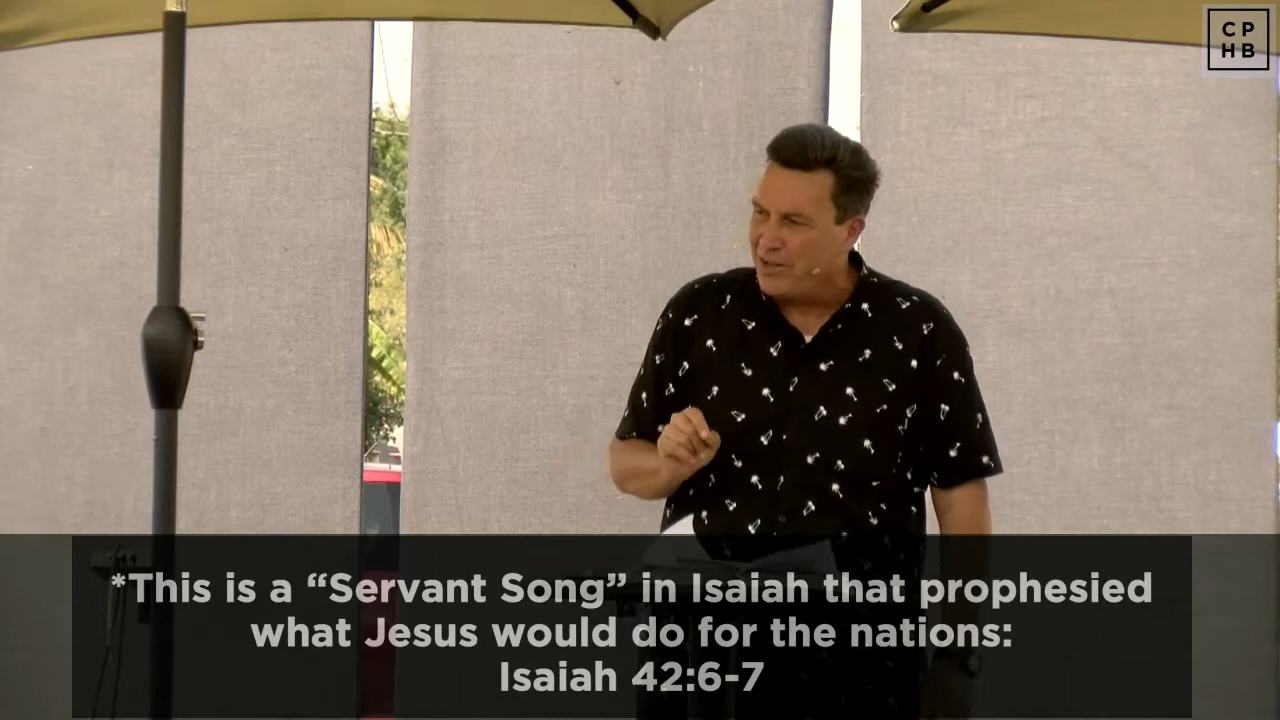 CP
HB
*This is a “Servant Song” in Isaiah that prophesied
what Jesus would do for the nations:
Isaiah 42:6-7